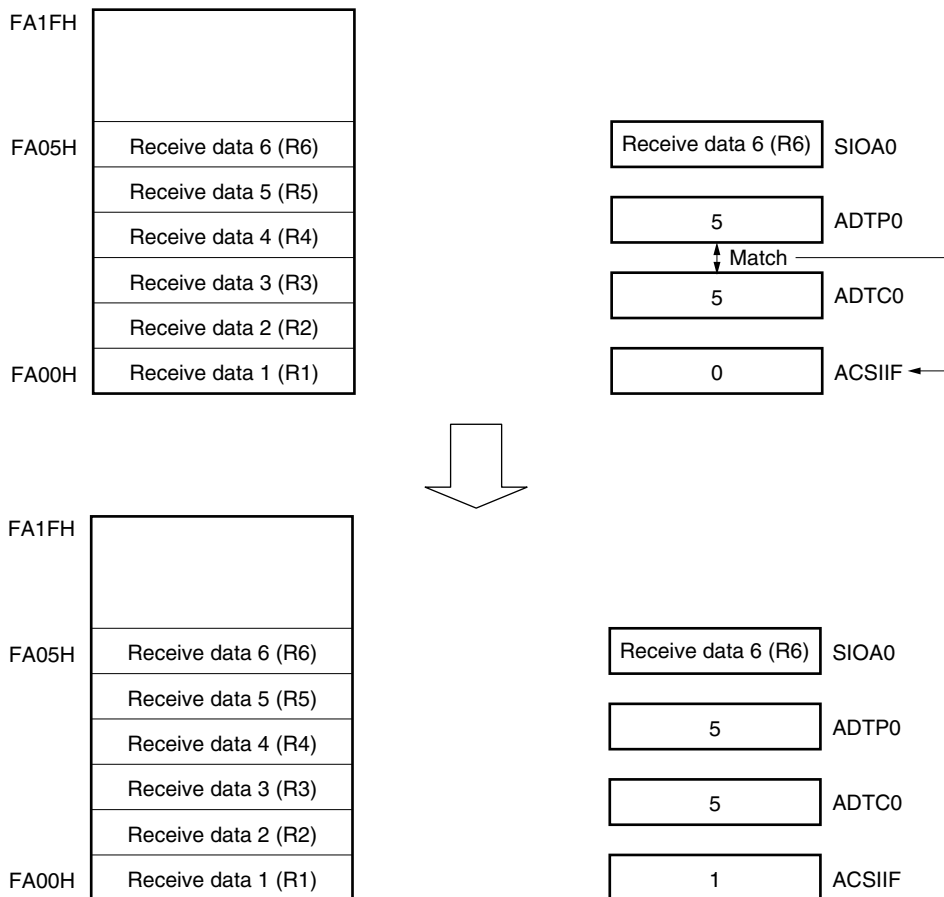 FA1FH
FA05H Receive data 6 (R6) Receive data 6 (R6) SIOA0
Receive data 5 (R5)
5 ADTP0
Receive data 4 (R4)
Match
Receive data 3 (R3)
5 ADTC0
Receive data 2 (R2)
FA00H Receive data 1 (R1) 0 ACSIIF
FA1FH
FA05H Receive data 6 (R6) Receive data 6 (R6) SIOA0
Receive data 5 (R5)
5 ADTP0
Receive data 4 (R4)
Receive data 3 (R3)
5 ADTC0
Receive data 2 (R2)
FA00H Receive data 1 (R1) 1 ACSIIF